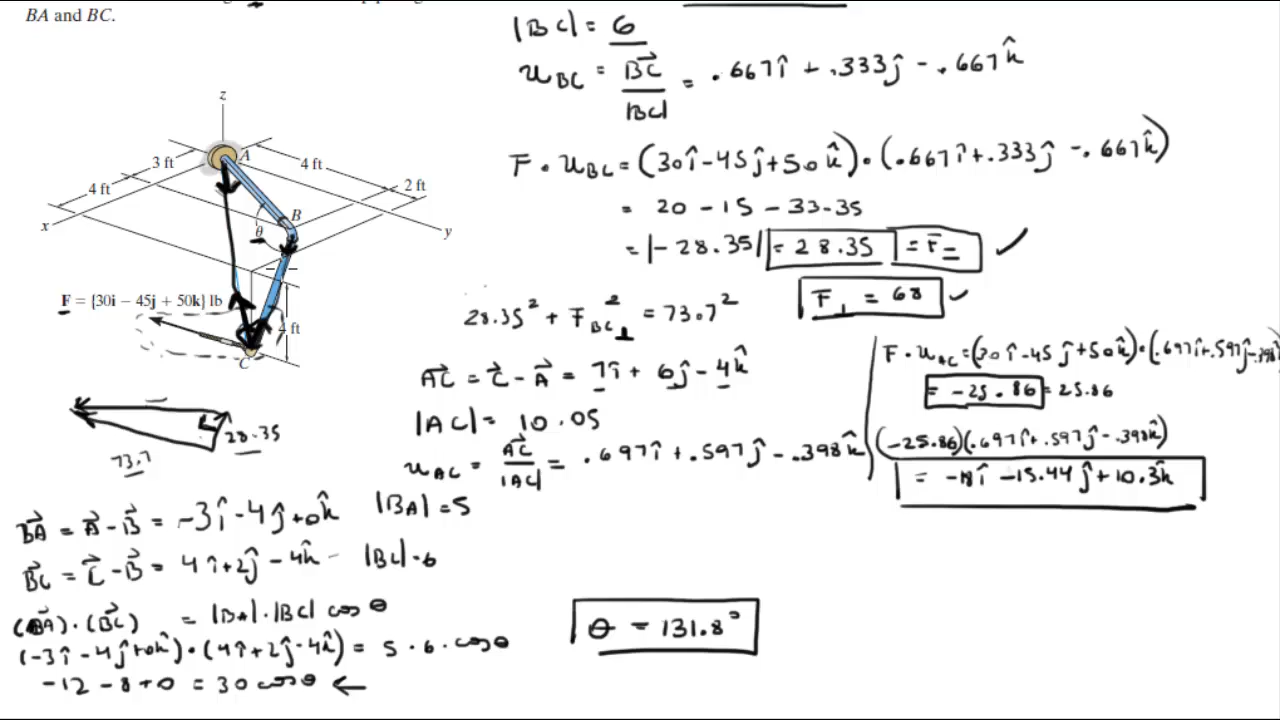 BA and BC.
|BC| = 6
u_BC = BC→/|BC| = .667î + .333ĵ - .667k̂
F · u_BC = (30î-45ĵ+50k̂)·(.667î+.333ĵ -.667k̂)
= 20 - 15 - 33.35
= |-28.35| = 28.35 = F=
F⊥ = 68
28.35² + F_BC⊥² = 73.7²
z
3 ft
A
4 ft
4 ft
2 ft
x
B
y
θ
F = {30i − 45j + 50k} lb
4 ft
C
28.35
73.7
AC→ = C→ - A→ = 7î + 6ĵ - 4k̂
|AC| = 10.05
u_AC = AC→/|AC| = .697î + .597ĵ - .398k̂
F · u_AC = (30î-45ĵ+50k̂)·(.697î+.597ĵ-.398k̂
= -25.86 = 25.86
(-25.86)(.697î+.597ĵ-.398k̂)
= -18î -15.44ĵ + 10.3k̂
BA→ = A→ - B→ = -3î - 4ĵ + 0k̂ |BA| = 5
BC→ = C→ - B→ = 4î+2ĵ - 4k̂ - |BC| = 6
(BA→)·(BC→) = |BA|·|BC| cos θ
(-3î - 4ĵ+0k̂)·(4î+2ĵ-4k̂) = 5·6·cosθ
-12 -8+0 = 30 cosθ ←
θ = 131.8°